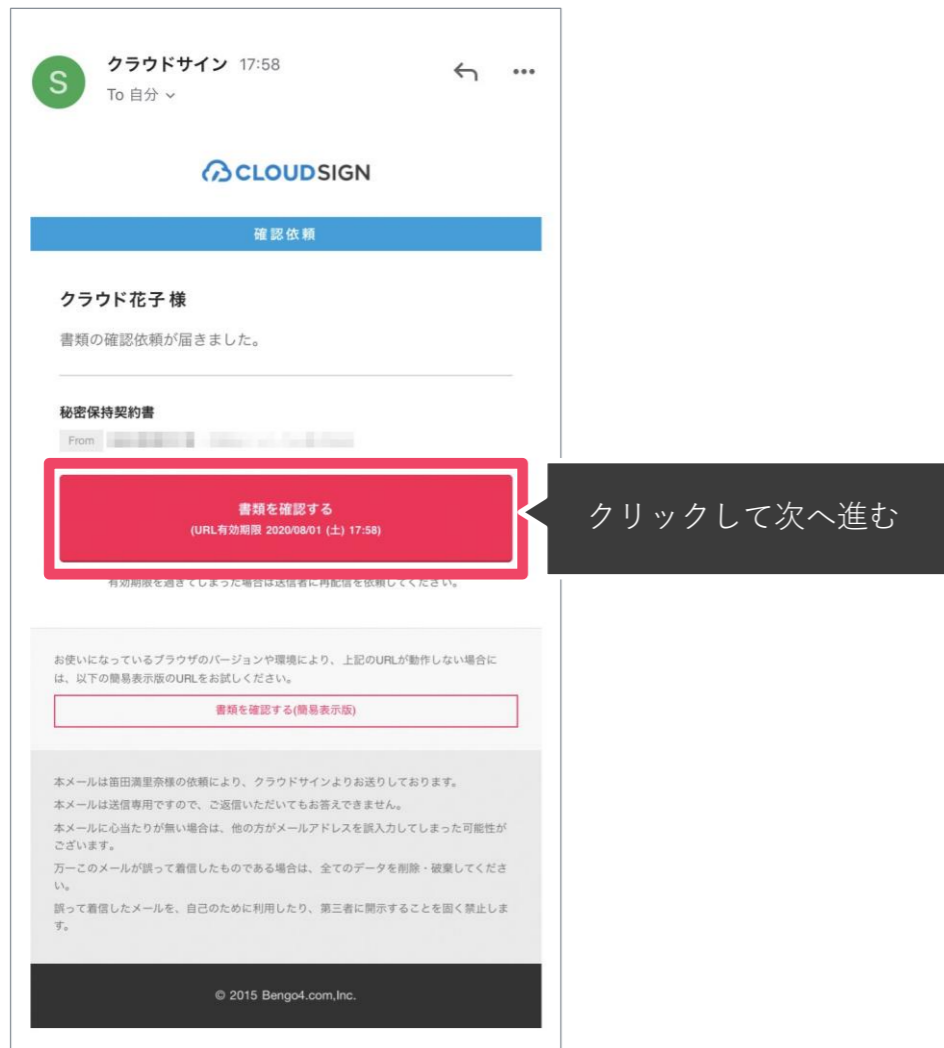 S
クラウドサイン 17:58
To 自分
CLOUDSIGN
確認依頼
クラウド花子 様
書類の確認依頼が届きました。
秘密保持契約書
From
書類を確認する
(URL有効期限 2020/08/01 (土) 17:58)
クリックして次へ進む
有効期限を過ぎてしまった場合は送信者に再配信を依頼してください。
お使いになっているブラウザのバージョンや環境により、上記のURLが動作しない場合に
は、以下の簡易表示版のURLをお試しください。
書類を確認する(簡易表示版)
本メールは笛田満里奈様の依頼により、クラウドサインよりお送りしております。
本メールは送信専用ですので、ご返信いただいてもお答えできません。
本メールに心当たりが無い場合は、他の方がメールアドレスを誤入力してしまった可能性が
ございます。
万一このメールが誤って着信したものである場合は、全てのデータを削除・破棄してくださ
い。
誤って着信したメールを、自己のために利用したり、第三者に開示することを固く禁止しま
す。
© 2015 Bengo4.com,Inc.